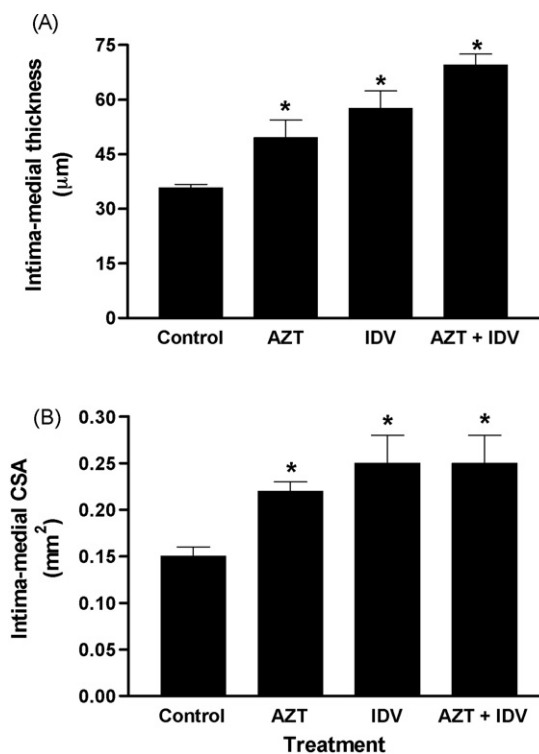 (A)
Intima-medial thickness
(μm)
75
60
45
30
15
0
*
*
*
Control AZT IDV AZT + IDV
(B)
Intima-medial CSA
(mm²)
0.30
0.25
0.20
0.15
0.10
0.05
0.00
*
*
*
Control AZT IDV AZT + IDV
Treatment